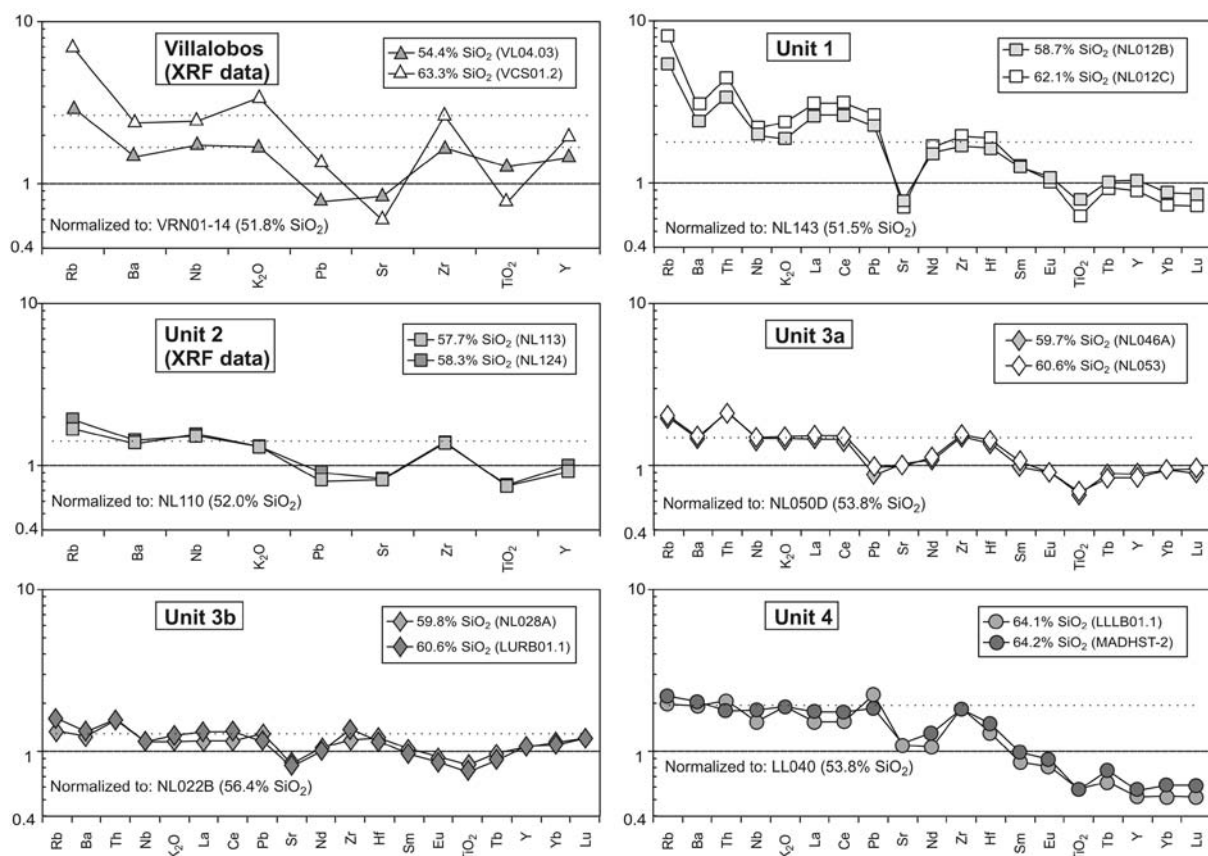 10
1
0.4
Villalobos
(XRF data)
54.4% SiO₂ (VL04.03)
63.3% SiO₂ (VCS01.2)
Normalized to: VRN01-14 (51.8% SiO₂)
Rb Ba Nb K₂O Pb Sr Zr TiO₂ Y
10
1
0.4
Unit 1
58.7% SiO₂ (NL012B)
62.1% SiO₂ (NL012C)
Normalized to: NL143 (51.5% SiO₂)
Rb Ba Th Nb K₂O La Ce Pb Sr Nd Zr Hf Sm Eu TiO₂ Tb Y Yb Lu
10
1
0.4
Unit 2
(XRF data)
57.7% SiO₂ (NL113)
58.3% SiO₂ (NL124)
Normalized to: NL110 (52.0% SiO₂)
Rb Ba Nb K₂O Pb Sr Zr TiO₂ Y
10
1
0.4
Unit 3a
59.7% SiO₂ (NL046A)
60.6% SiO₂ (NL053)
Normalized to: NL050D (53.8% SiO₂)
Rb Ba Th Nb K₂O La Ce Pb Sr Nd Zr Hf Sm Eu TiO₂ Tb Y Yb Lu
10
1
0.4
Unit 3b
59.8% SiO₂ (NL028A)
60.6% SiO₂ (LURB01.1)
Normalized to: NL022B (56.4% SiO₂)
Rb Ba Th Nb K₂O La Ce Pb Sr Nd Zr Hf Sm Eu TiO₂ Tb Y Yb Lu
10
1
0.4
Unit 4
64.1% SiO₂ (LLLB01.1)
64.2% SiO₂ (MADHST-2)
Normalized to: LL040 (53.8% SiO₂)
Rb Ba Th Nb K₂O La Ce Pb Sr Nd Zr Hf Sm Eu TiO₂ Tb Y Yb Lu